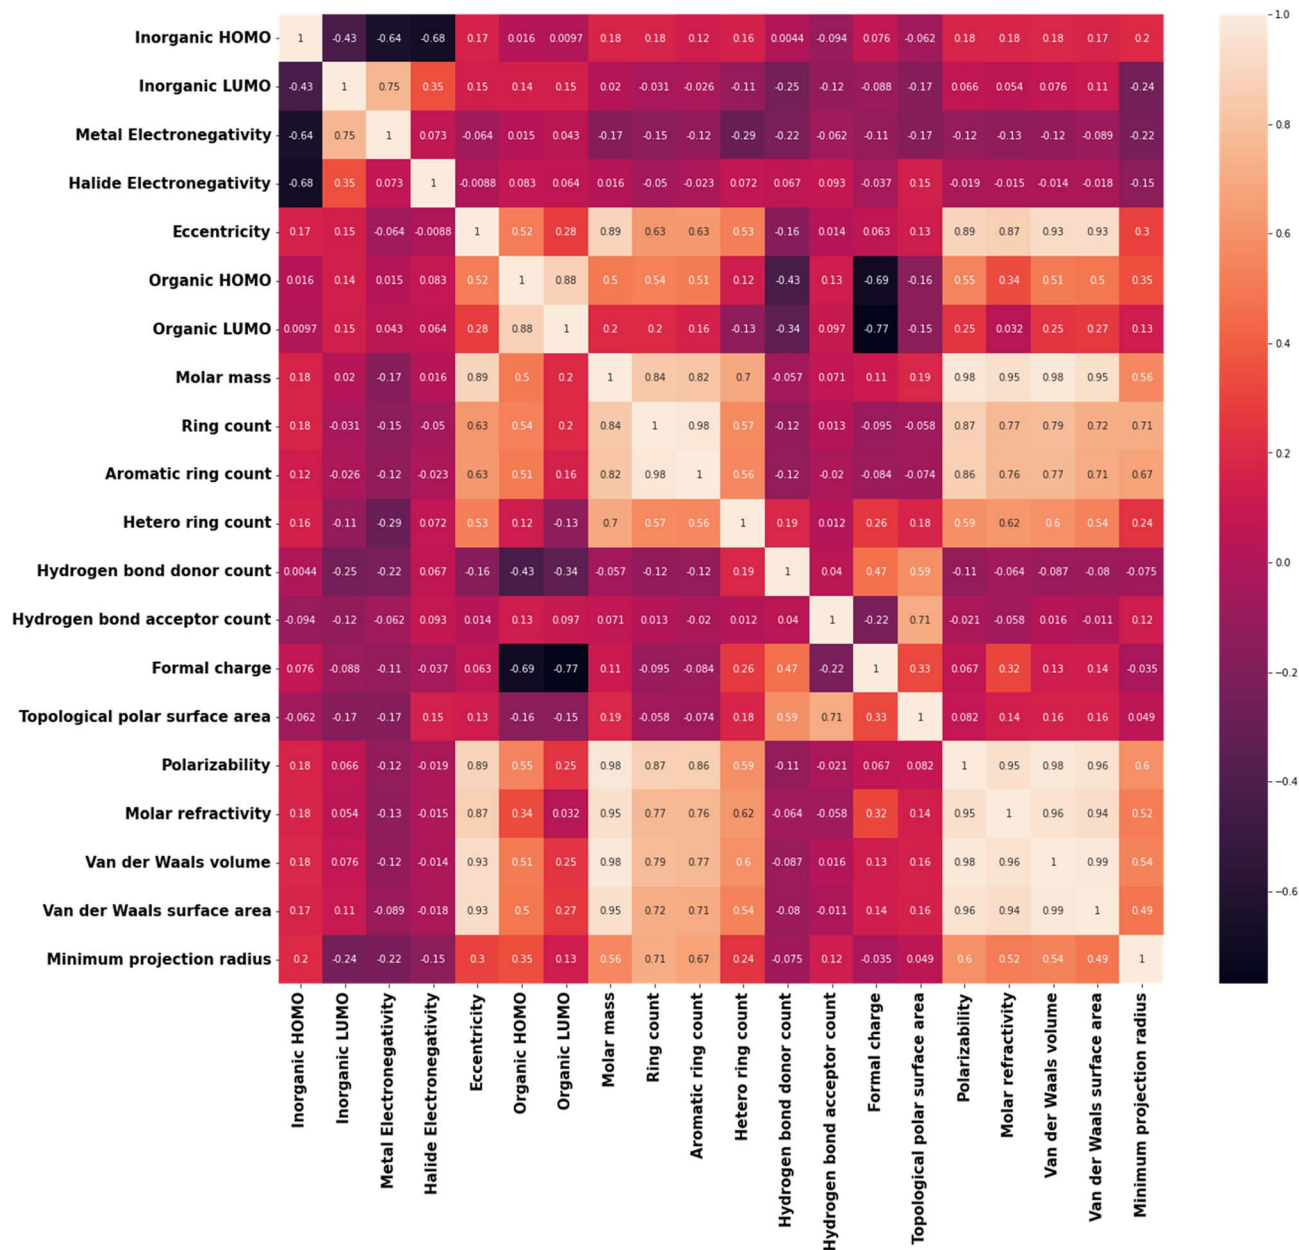 Inorganic HOMO 1 -0.43 -0.64 -0.68 0.17 0.016 0.0097 0.18 0.18 0.12 0.16 0.0044 -0.094 0.076 -0.062 0.18 0.18 0.18 0.17 0.2
Inorganic LUMO -0.43 1 0.75 0.35 0.15 0.14 0.15 0.02 -0.031 -0.026 -0.11 -0.25 -0.12 -0.088 -0.17 0.066 0.054 0.076 0.11 -0.24
Metal Electronegativity -0.64 0.75 1 0.073 -0.064 0.015 0.043 -0.17 -0.15 -0.12 -0.29 -0.22 -0.062 -0.11 -0.17 -0.12 -0.13 -0.12 -0.089 -0.22
Halide Electronegativity -0.68 0.35 0.073 1 -0.0088 0.083 0.064 0.016 -0.05 -0.023 0.072 0.067 0.093 -0.037 0.15 -0.019 -0.015 -0.014 -0.018 -0.15
Eccentricity 0.17 0.15 -0.064 -0.0088 1 0.52 0.28 0.89 0.63 0.63 0.53 -0.16 0.014 0.063 0.13 0.89 0.87 0.93 0.93 0.3
Organic HOMO 0.016 0.14 0.015 0.083 0.52 1 0.88 0.5 0.54 0.51 0.12 -0.43 0.13 -0.69 -0.16 0.55 0.34 0.51 0.5 0.35
Organic LUMO 0.0097 0.15 0.043 0.064 0.28 0.88 1 0.2 0.2 0.16 -0.13 -0.34 0.097 -0.77 -0.15 0.25 0.032 0.25 0.27 0.13
Molar mass 0.18 0.02 -0.17 0.016 0.89 0.5 0.2 1 0.84 0.82 0.7 -0.057 0.071 0.11 0.19 0.98 0.95 0.98 0.95 0.56
Ring count 0.18 -0.031 -0.15 -0.05 0.63 0.54 0.2 0.84 1 0.98 0.57 -0.12 0.013 -0.095 -0.058 0.87 0.77 0.79 0.72 0.71
Aromatic ring count 0.12 -0.026 -0.12 -0.023 0.63 0.51 0.16 0.82 0.98 1 0.56 -0.12 -0.02 -0.084 -0.074 0.86 0.76 0.77 0.71 0.67
Hetero ring count 0.16 -0.11 -0.29 0.072 0.53 0.12 -0.13 0.7 0.57 0.56 1 0.19 0.012 0.26 0.18 0.59 0.62 0.6 0.54 0.24
Hydrogen bond donor count 0.0044 -0.25 -0.22 0.067 -0.16 -0.43 -0.34 -0.057 -0.12 -0.12 0.19 1 0.04 0.47 0.59 -0.11 -0.064 -0.087 -0.08 -0.075
Hydrogen bond acceptor count -0.094 -0.12 -0.062 0.093 0.014 0.13 0.097 0.071 0.013 -0.02 0.012 0.04 1 -0.22 0.71 -0.021 -0.058 0.016 -0.011 0.12
Formal charge 0.076 -0.088 -0.11 -0.037 0.063 -0.69 -0.77 0.11 -0.095 -0.084 0.26 0.47 -0.22 1 0.33 0.067 0.32 0.13 0.14 -0.035
Topological polar surface area -0.062 -0.17 -0.17 0.15 0.13 -0.16 -0.15 0.19 -0.058 -0.074 0.18 0.59 0.71 0.33 1 0.082 0.14 0.16 0.16 0.049
Polarizability 0.18 0.066 -0.12 -0.019 0.89 0.55 0.25 0.98 0.87 0.86 0.59 -0.11 -0.021 0.067 0.082 1 0.95 0.98 0.96 0.6
Molar refractivity 0.18 0.054 -0.13 -0.015 0.87 0.34 0.032 0.95 0.77 0.76 0.62 -0.064 -0.058 0.32 0.14 0.95 1 0.96 0.94 0.52
Van der Waals volume 0.18 0.076 -0.12 -0.014 0.93 0.51 0.25 0.98 0.79 0.77 0.6 -0.087 0.016 0.13 0.16 0.98 0.96 1 0.99 0.54
Van der Waals surface area 0.17 0.11 -0.089 -0.018 0.93 0.5 0.27 0.95 0.72 0.71 0.54 -0.08 -0.011 0.14 0.16 0.96 0.94 0.99 1 0.49
Minimum projection radius 0.2 -0.24 -0.22 -0.15 0.3 0.35 0.13 0.56 0.71 0.67 0.24 -0.075 0.12 -0.035 0.049 0.6 0.52 0.54 0.49 1
Inorganic HOMO
Inorganic LUMO
Metal Electronegativity
Halide Electronegativity
Eccentricity
Organic HOMO
Organic LUMO
Molar mass
Ring count
Aromatic ring count
Hetero ring count
Hydrogen bond donor count
Hydrogen bond acceptor count
Formal charge
Topological polar surface area
Polarizability
Molar refractivity
Van der Waals volume
Van der Waals surface area
Minimum projection radius
1.0
0.8
0.6
0.4
0.2
0.0
−0.2
−0.4
−0.6